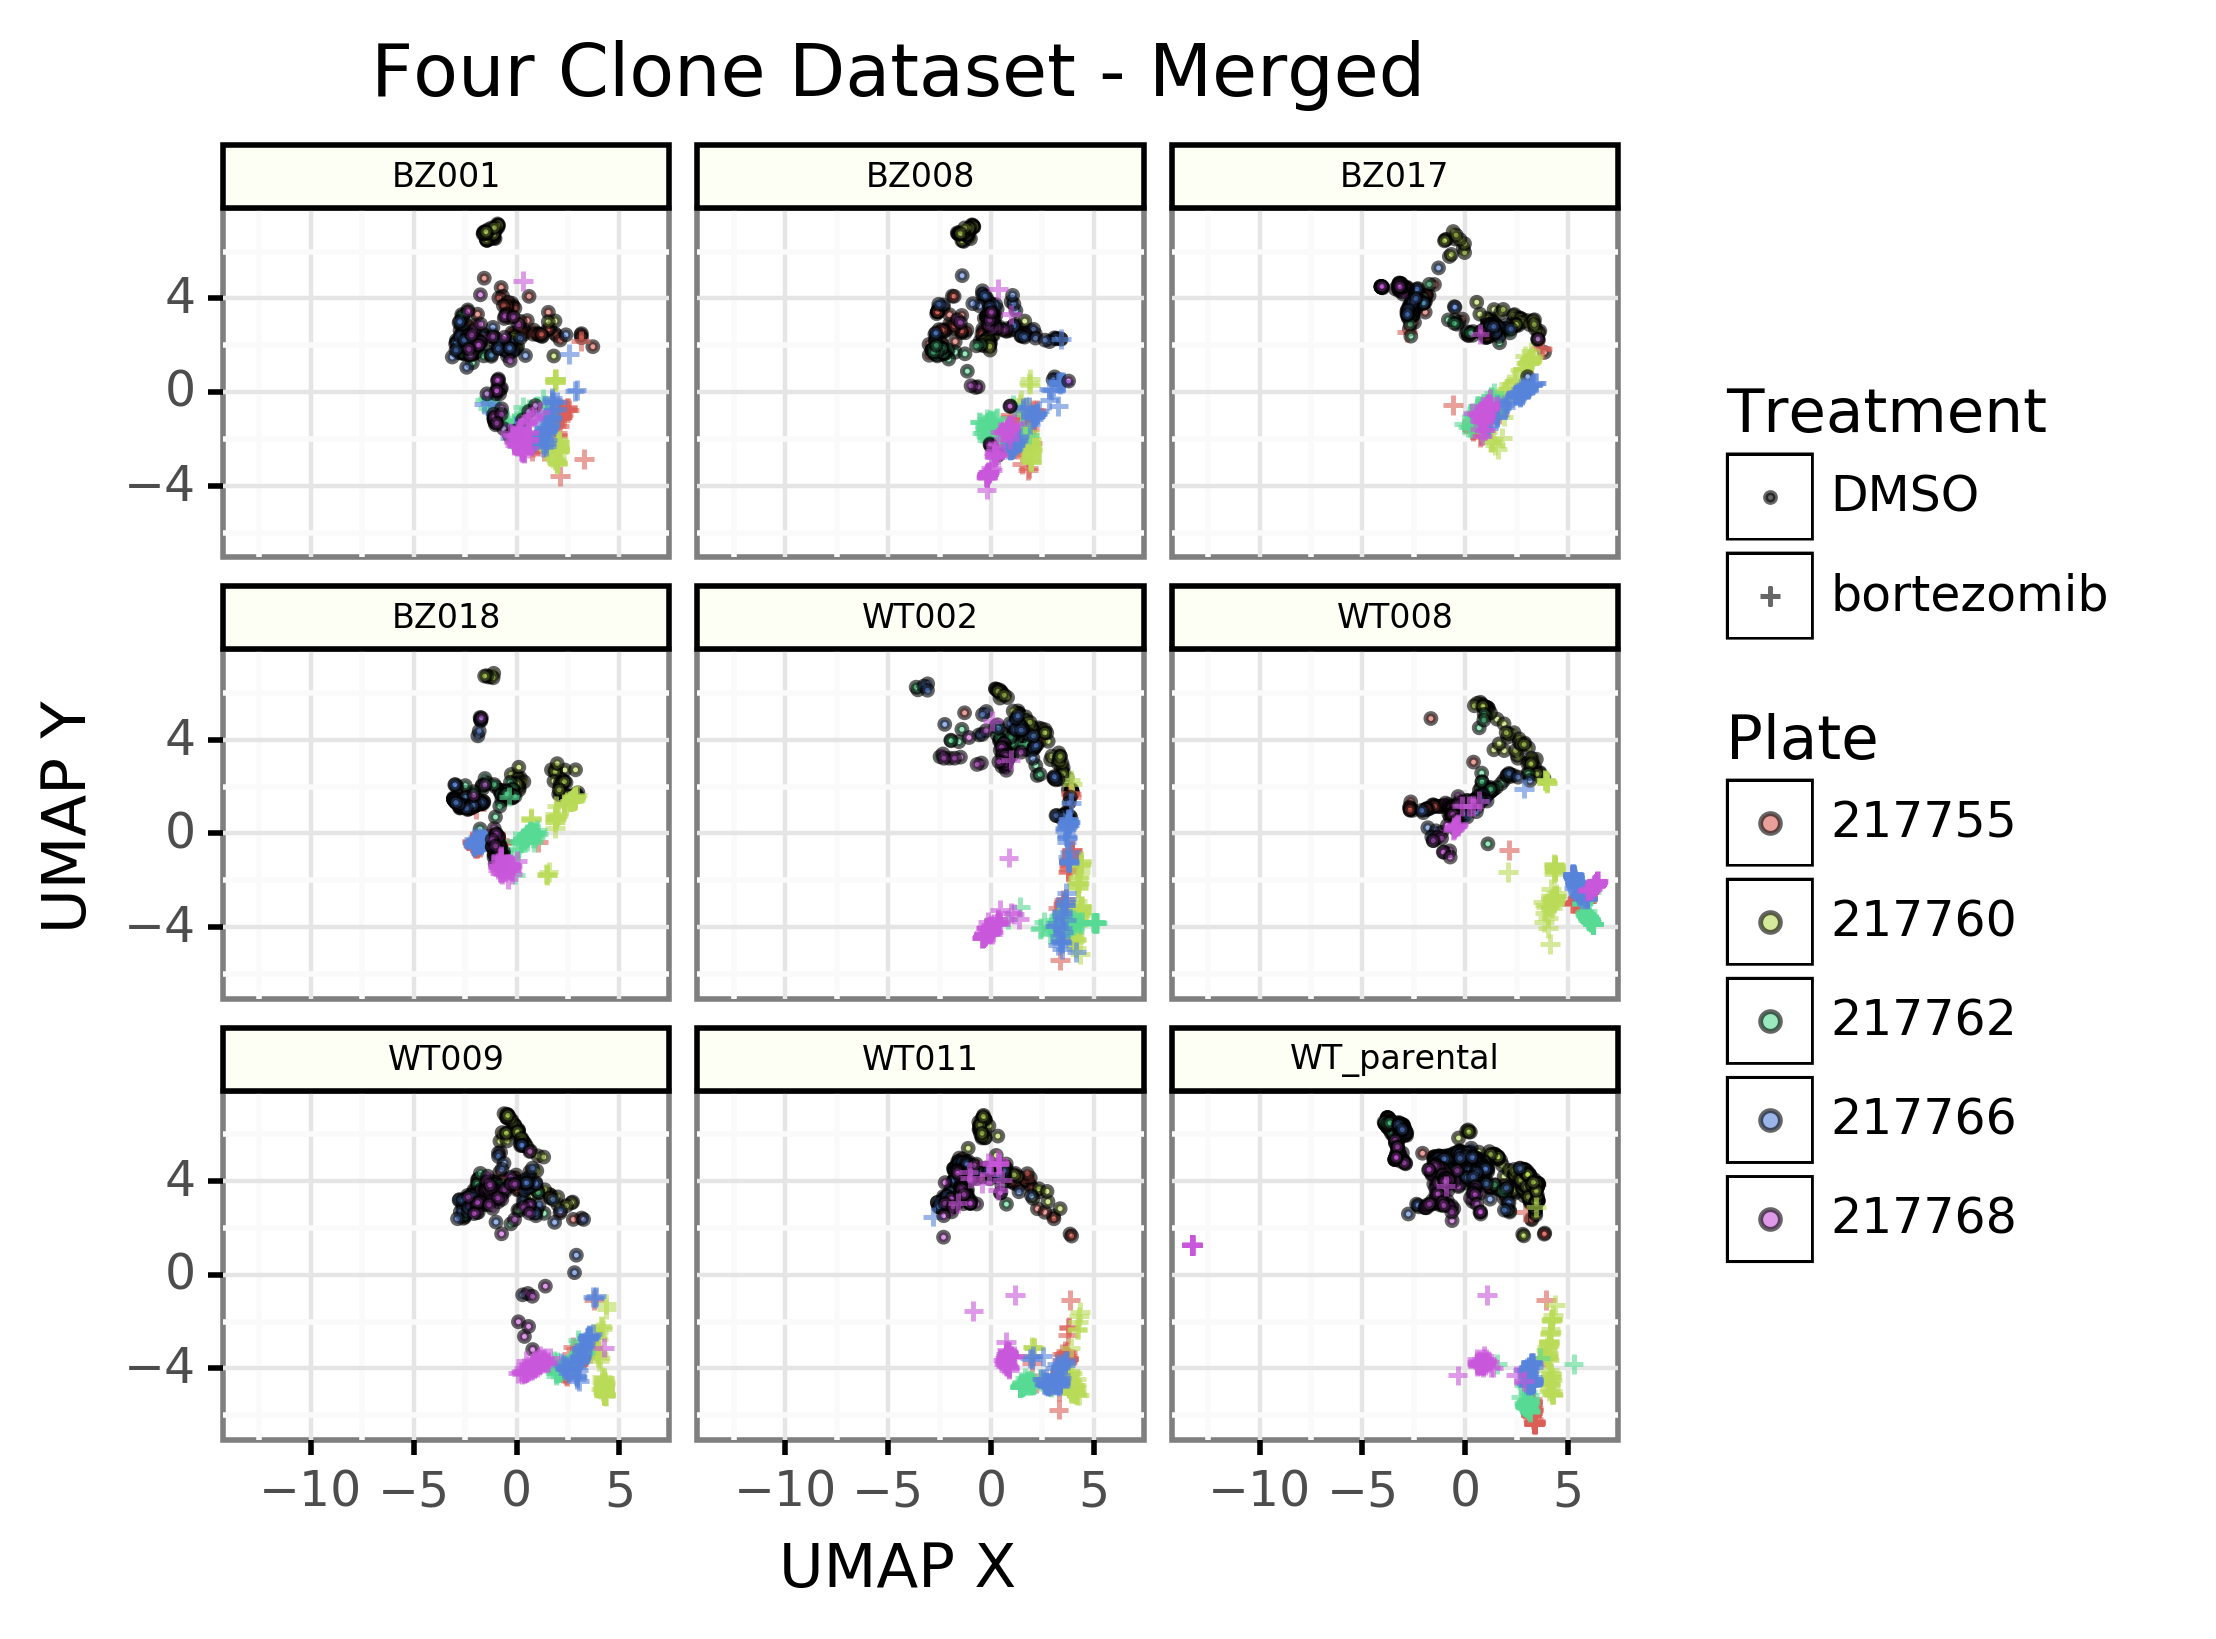 Four Clone Dataset - Merged
BZ001
BZ008
BZ017
4
0
−4
BZ018
WT002
WT008
4
0
−4
WT009
WT011
WT_parental
4
0
−4
−10 −5 0 5
−10 −5 0 5
−10 −5 0 5
UMAP X
UMAP Y
Treatment
DMSO
bortezomib
Plate
217755
217760
217762
217766
217768